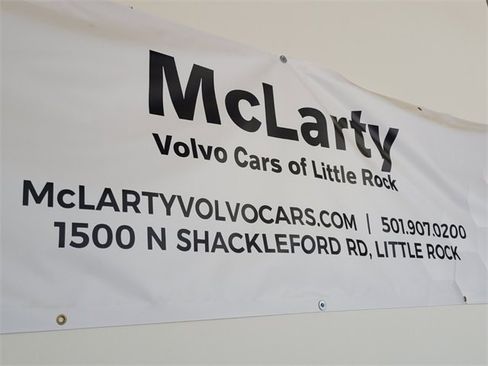 McLarty
Volvo Cars of Little Rock
McLARTYVOLVOCARS.COM | 501.907.0200
1500 N SHACKLEFORD RD, LITTLE ROCK